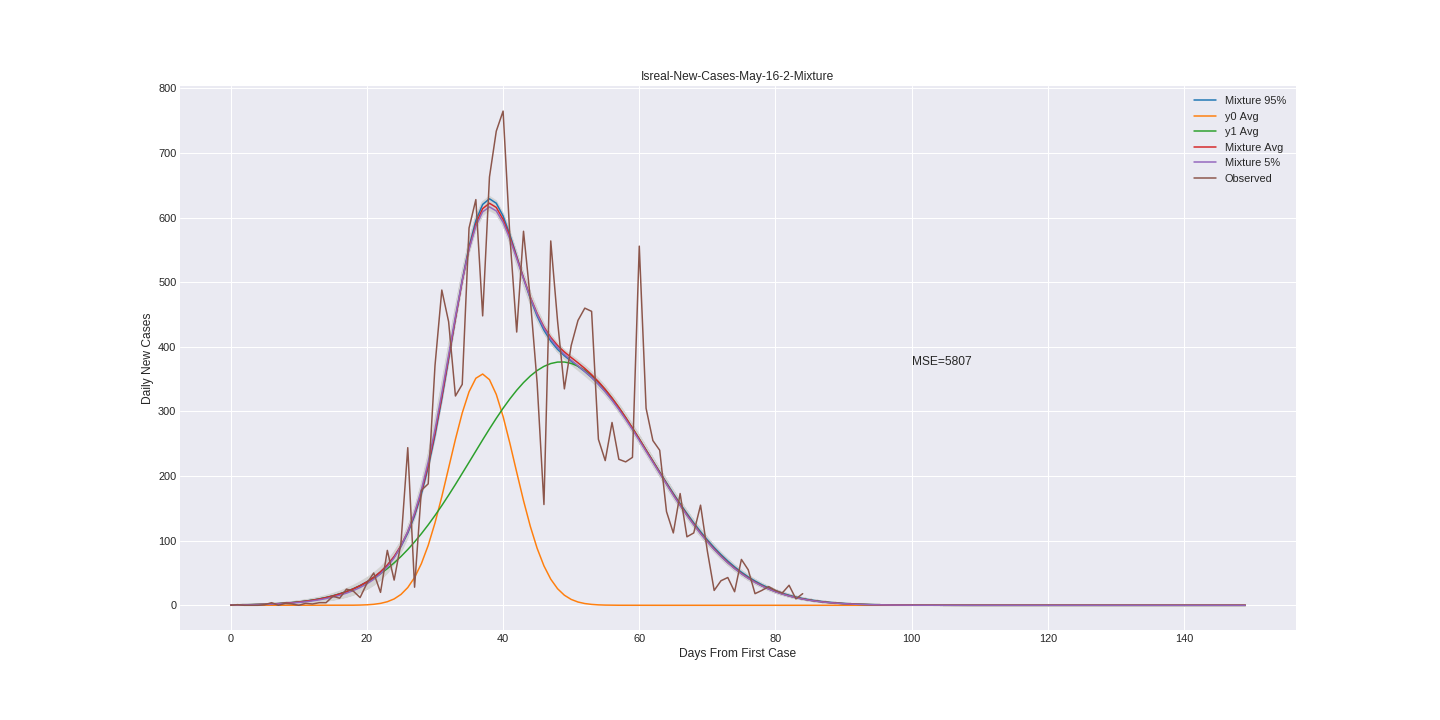 Isreal-New-Cases-May-16-2-Mixture
800
700
600
500
400
300
200
100
0
Daily New Cases
Mixture 95%
y0 Avg
y1 Avg
Mixture Avg
Mixture 5%
Observed
MSE=5807
0 20 40 60 80 100 120 140
Days From First Case